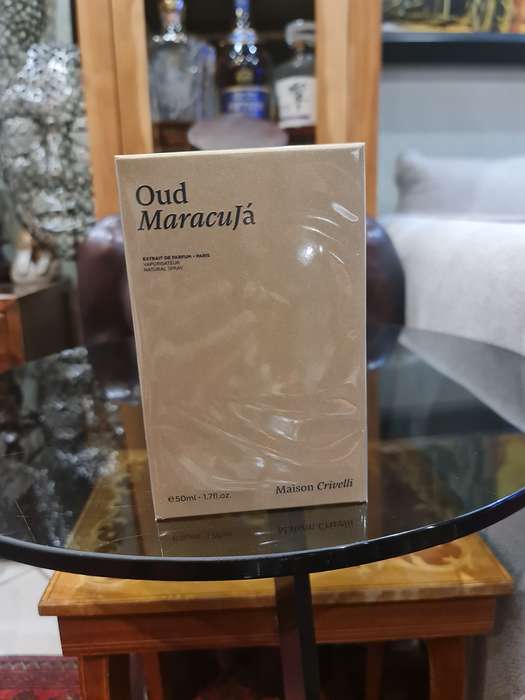 Oud
MaracuJá
EXTRAIT DE PARFUM • PARIS
VAPORISATEUR
NATURAL SPRAY
℮50ml - 1.7fl.oz.
Maison Crivelli